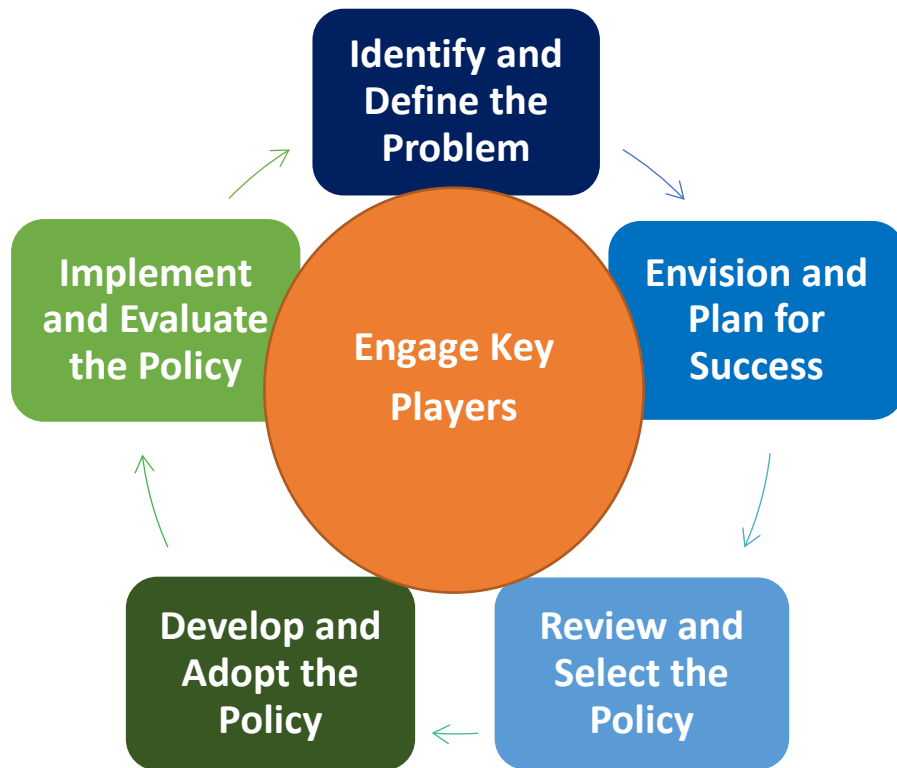 Identify and
Define the
Problem
Envision and
Plan for
Success
Review and
Select the
Policy
Develop and
Adopt the
Policy
Implement
and Evaluate
the Policy
Engage Key
Players